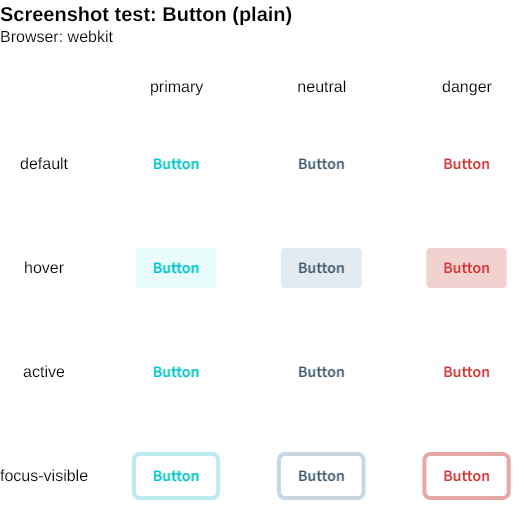 Screenshot test: Button (plain)
Browser: webkit
primary neutral danger
default Button Button Button
hover Button Button Button
active Button Button Button
focus-visible Button Button Button